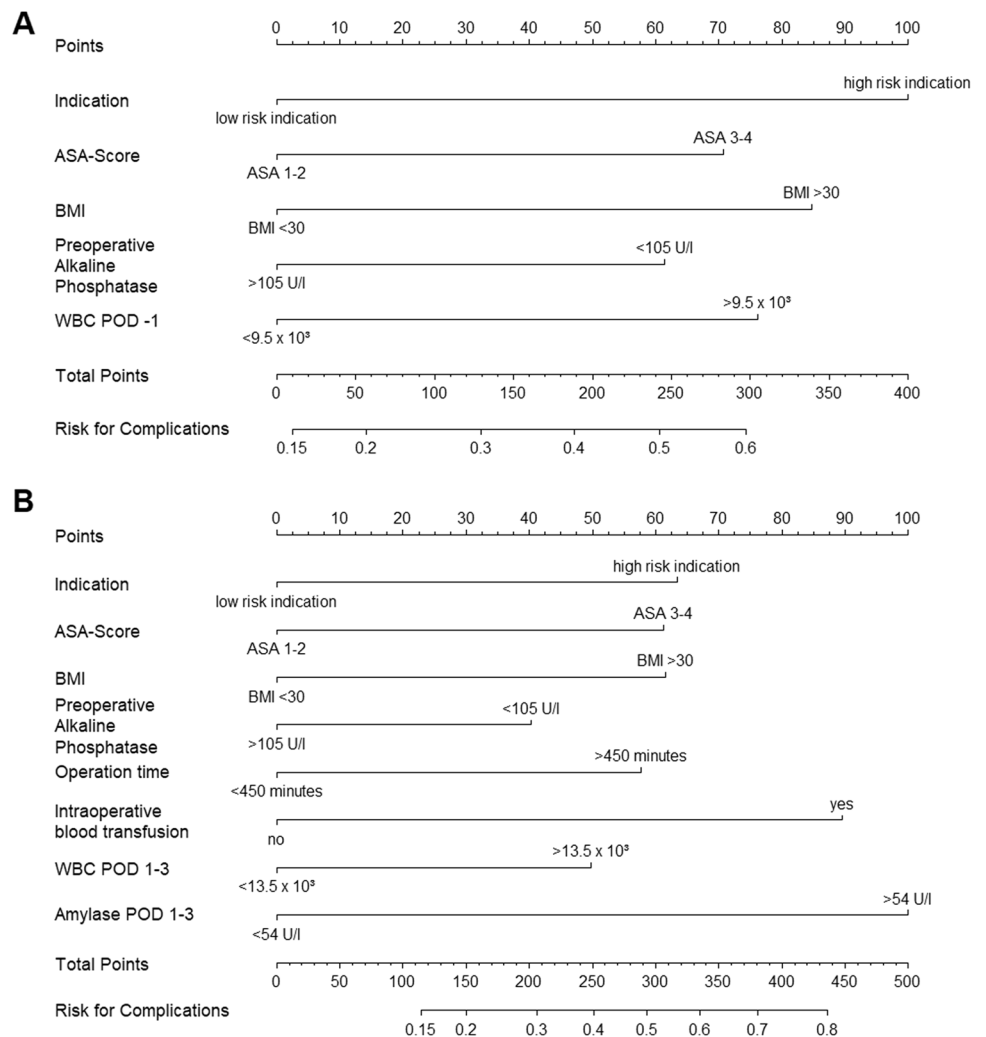 A
0 10 20 30 40 50 60 70 80 90 100
Points
high risk indication
Indication
low risk indication
ASA 3-4
ASA-Score
ASA 1-2
BMI >30
BMI
BMI <30
Preoperative
Alkaline
Phosphatase
<105 U/l
>105 U/l
>9.5 x 10³
WBC POD -1
<9.5 x 10³
Total Points
0 50 100 150 200 250 300 350 400
Risk for Complications
0.15 0.2 0.3 0.4 0.5 0.6
B
0 10 20 30 40 50 60 70 80 90 100
Points
high risk indication
Indication
low risk indication
ASA 3-4
ASA-Score
ASA 1-2
BMI >30
BMI
BMI <30
Preoperative
Alkaline
Phosphatase
<105 U/l
>105 U/l
>450 minutes
Operation time
<450 minutes
yes
Intraoperative
blood transfusion
no
>13.5 x 10³
WBC POD 1-3
<13.5 x 10³
>54 U/l
Amylase POD 1-3
<54 U/l
Total Points
0 50 100 150 200 250 300 350 400 450 500
Risk for Complications
0.15 0.2 0.3 0.4 0.5 0.6 0.7 0.8